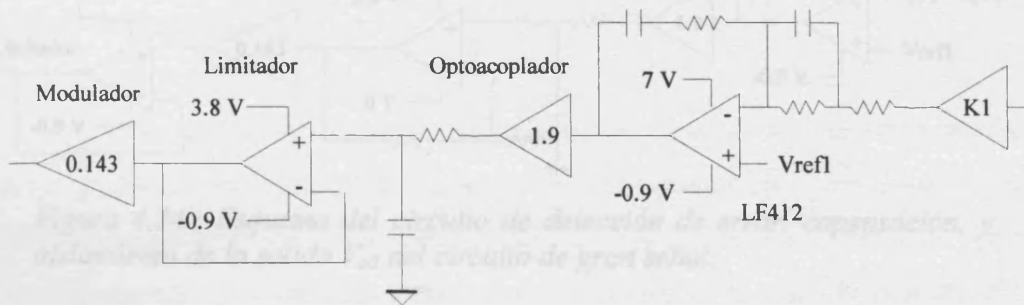 Limitador
Optoacoplador
Modulador
3.8 V
7 V
-
K1
+
1.9
0.143
-
+
Vref1
-0.9 V
-0.9 V
LF412